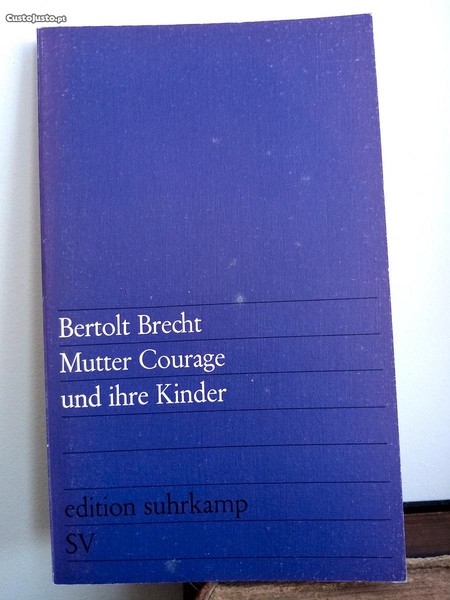 CustoJusto.pt
Bertolt Brecht
Mutter Courage
und ihre Kinder
edition suhrkamp
SV